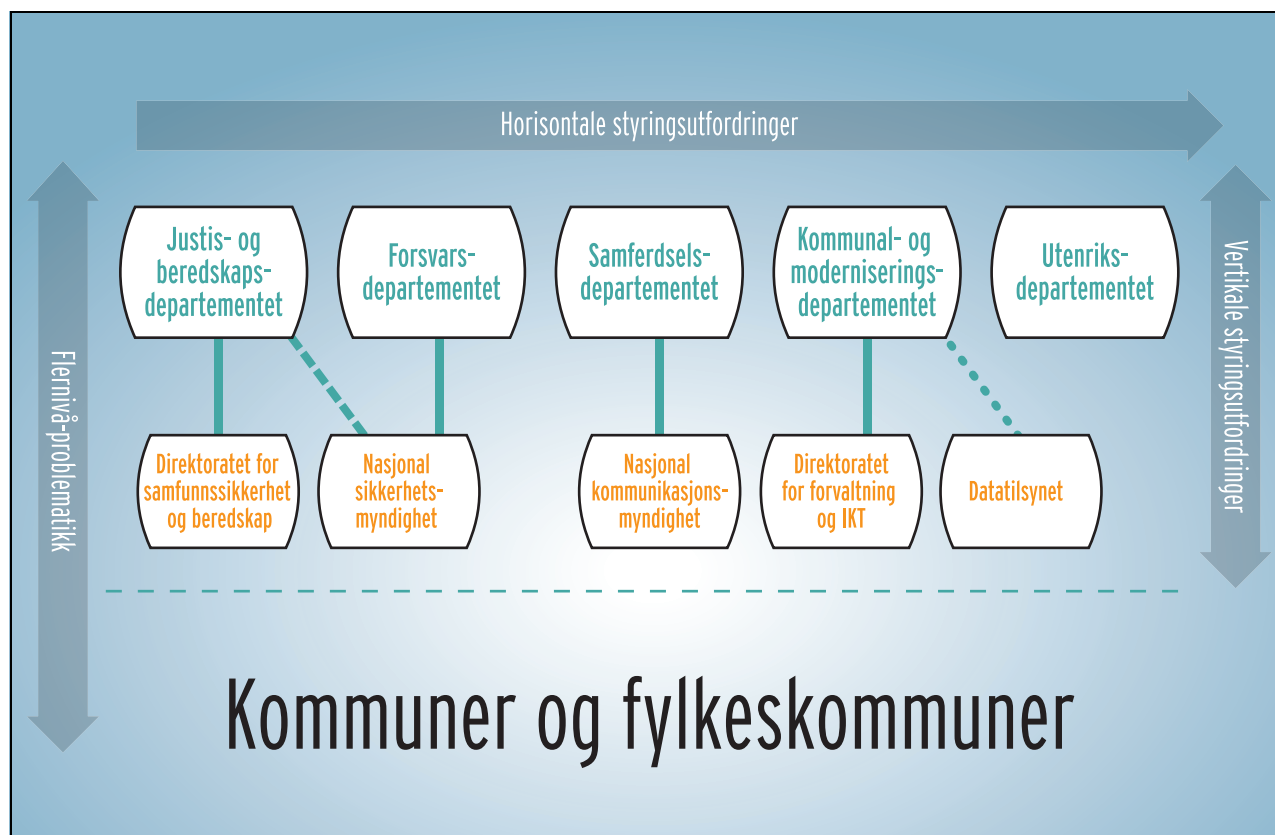 Horisontale styringsutfordringer
Flernivå-problematikk
Justis- og
beredskaps-
departementet
Forsvars-
departementet
Samferdsels-
departementet
Kommunal- og
moderniserings-
departementet
Utenriks-
departementet
Vertikale styringsutfordringer
Direktoratet for
samfunnssikkerhet
og beredskap
Nasjonal
sikkerhets-
myndighet
Nasjonal
kommunikasjons-
myndighet
Direktoratet
for forvaltning
og IKT
Datatilsynet
Kommuner og fylkeskommuner